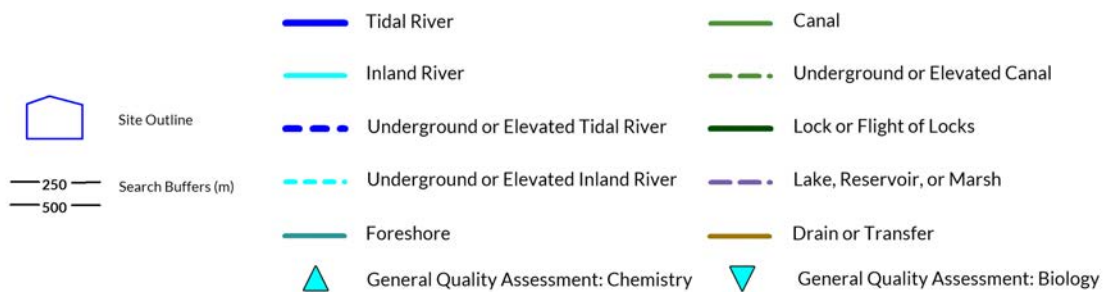 Tidal River
Canal
Inland River
Underground or Elevated Canal
Site Outline
Underground or Elevated Tidal River
Lock or Flight of Locks
250
500
Search Buffers (m)
Underground or Elevated Inland River
Lake, Reservoir, or Marsh
Foreshore
Drain or Transfer
General Quality Assessment: Chemistry
General Quality Assessment: Biology